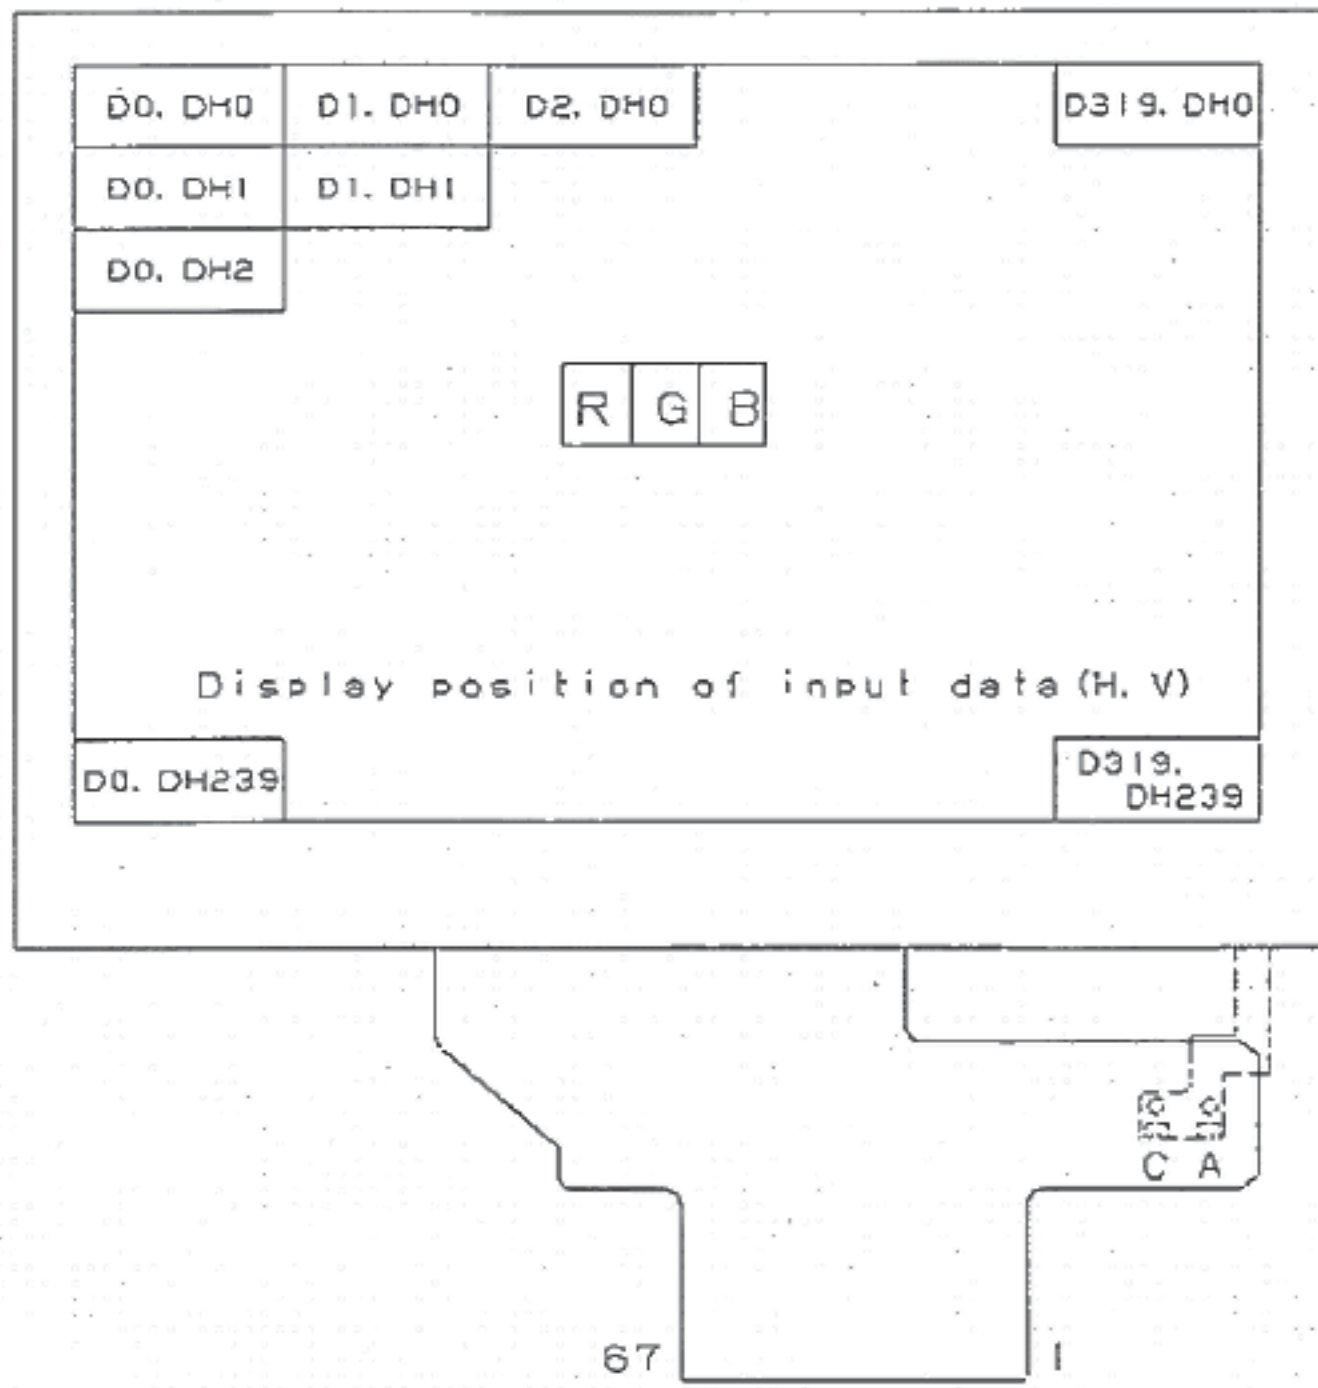 D0. DH0 D1. DH0 D2. DH0 D319. DH0
D0. DH1 D1. DH1
D0. DH2
R G B
Display position of input data(H. V)
D0. DH239 D319.
DH239
C A
67 1